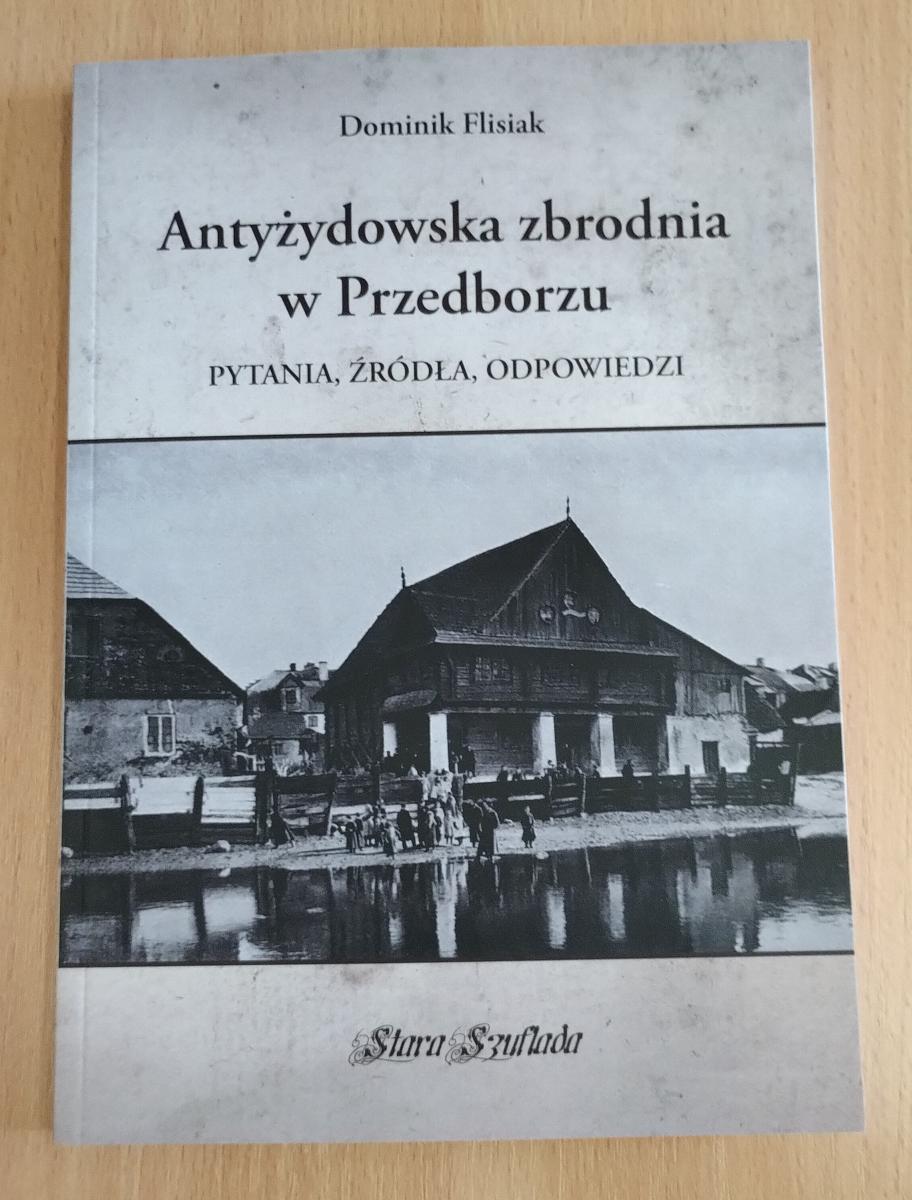 Dominik Flisiak
Antyżydowska zbrodnia
w Przedborzu
PYTANIA, ŹRÓDŁA, ODPOWIEDZI
Stara Szuflada